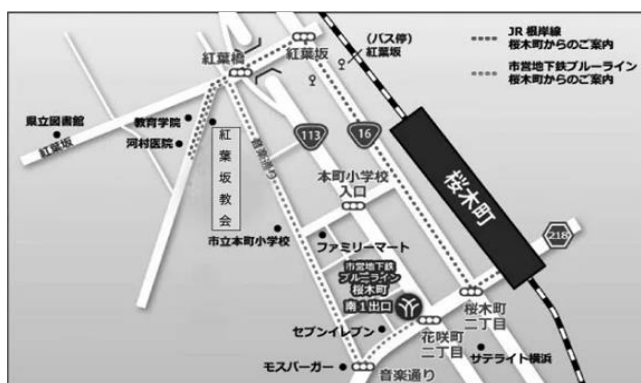 JR 根岸線
桜木町からのご案内
市営地下鉄ブルーライン
桜木町からのご案内
(バス停)
紅葉坂
紅葉坂
紅葉橋
県立図書館
教育学院
河村医院
紅葉坂
紅葉坂教会
音楽通り
113
16
桜木町
本町小学校
入口
市立本町小学校
ファミリーマート
218
市営地下鉄
ブルーライン
桜木町
南1出口
桜木町
二丁目
花咲町
二丁目
セブンイレブン
サテライト横浜
モスバーガー
音楽通り